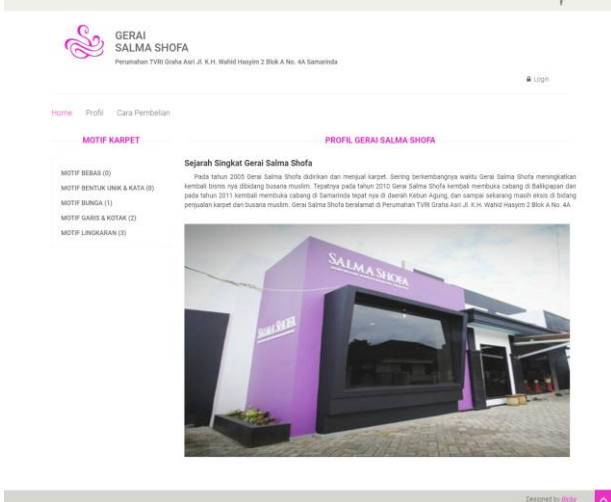 GERAI
SALMA SHOFA
Perumahan TVRI Graha Asri Jl. K.H. Wahid Hasyim 2 Blok A No. 4A Samarinda
Login
Home Profil Cara Pembelian
MOTIF KARPET
MOTIF BEBAS (0)
MOTIF BENTUK UNIK & KATA (0)
MOTIF BUNGA (1)
MOTIF GARIS & KOTAK (2)
MOTIF LINGKARAN (3)
PROFIL GERAI SALMA SHOFA
Sejarah Singkat Gerai Salma Shofa
Pada tahun 2005 Gerai Salma Shofa didirikan dan menjual karpet. Seiring berkembangnya waktu Gerai Salma Shofa meningkatkan
kembali bisnis nya dibidang busana muslim. Tepatnya pada tahun 2010 Gerai Salma Shofa kembali membuka cabang di Balikpapan dan
pada tahun 2011 kembali membuka cabang di Samarinda tepat nya di daerah Kebun Agung, dan sampai sekarang masih eksis di bidang
penjualan karpet dan busana muslim. Gerai Salma Shofa beralamat di Perumahan TVRI Graha Asri Jl. K.H. Wahid Hasyim 2 Blok A No. 4A
SALMA SHOFA
SALMA SHOFA
Designed by